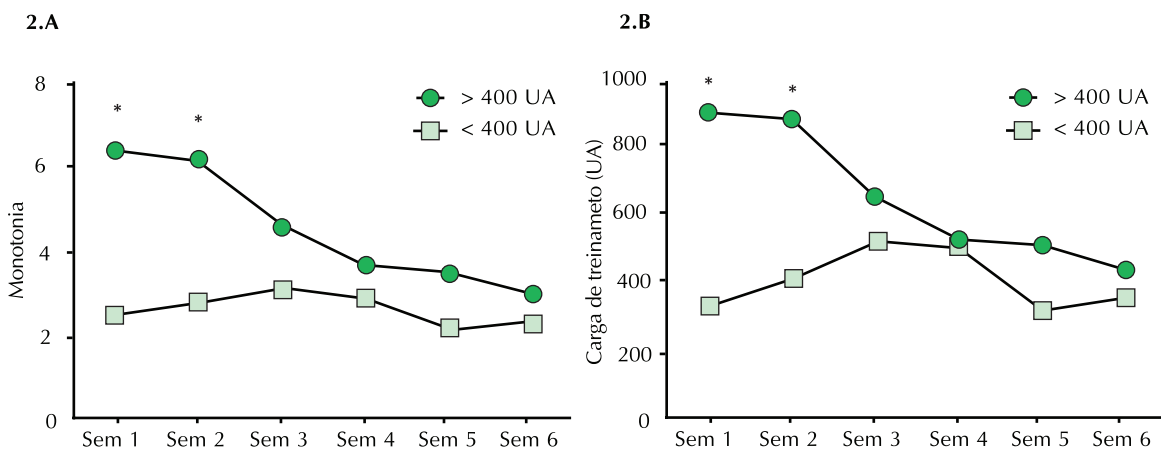 2.A
8
6
4
2
0
Monotonia
*
*
> 400 UA
< 400 UA
Sem 1
Sem 2
Sem 3
Sem 4
Sem 5
Sem 6
2.B
1000
800
600
400
200
0
Carga de treinameto (UA)
*
*
> 400 UA
< 400 UA
Sem 1
Sem 2
Sem 3
Sem 4
Sem 5
Sem 6